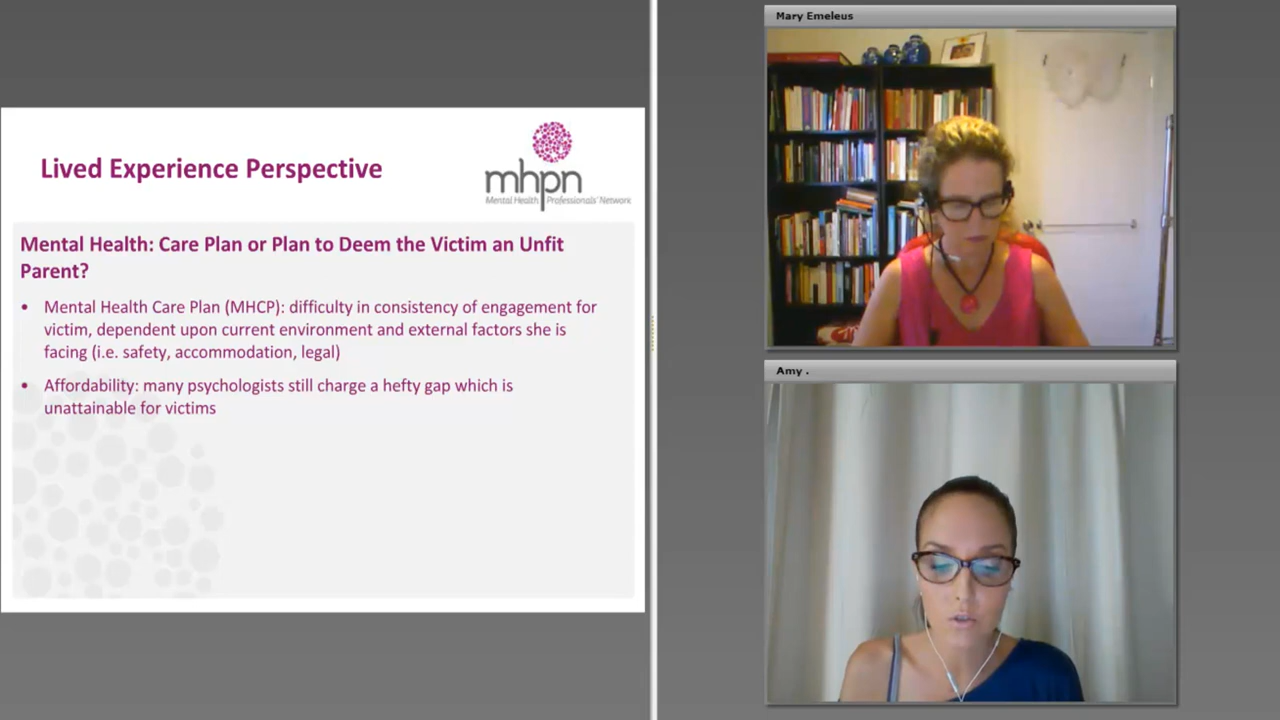 Lived Experience Perspective
mhpn
Mental Health Professionals' Network
Mental Health: Care Plan or Plan to Deem the Victim an Unfit
Parent?
• Mental Health Care Plan (MHCP): difficulty in consistency of engagement for
victim, dependent upon current environment and external factors she is
facing (i.e. safety, accommodation, legal)
• Affordability: many psychologists still charge a hefty gap which is
unattainable for victims
Mary Emeleus
Amy .